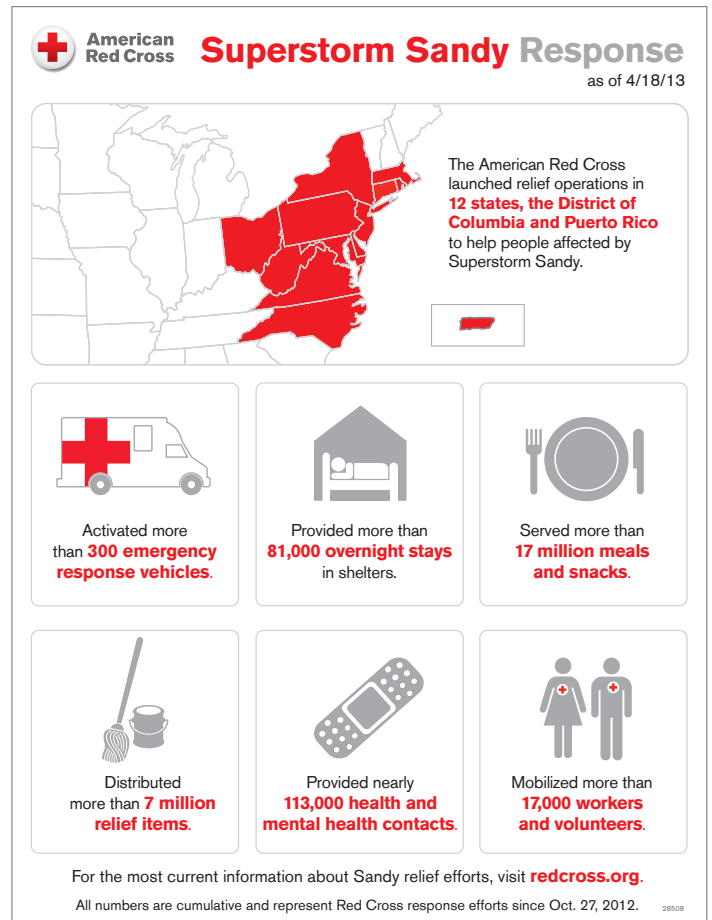 American
Red Cross
Superstorm Sandy Response
as of 4/18/13
The American Red Cross
launched relief operations in
12 states, the District of
Columbia and Puerto Rico
to help people affected by
Superstorm Sandy.
Activated more
than 300 emergency
response vehicles.
Provided more than
81,000 overnight stays
in shelters.
Served more than
17 million meals
and snacks.
Distributed
more than 7 million
relief items.
Provided nearly
113,000 health and
mental health contacts.
Mobilized more than
17,000 workers
and volunteers.
For the most current information about Sandy relief efforts, visit redcross.org.
All numbers are cumulative and represent Red Cross response efforts since Oct. 27, 2012.
28508